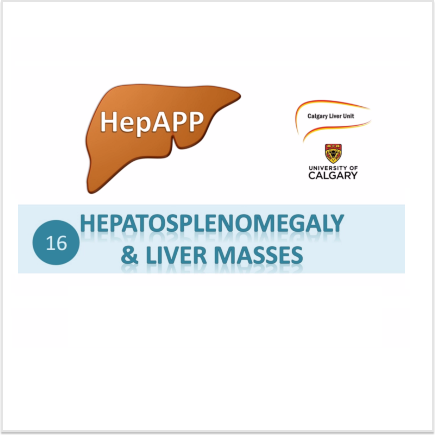 HepAPP
Calgary Liver Unit
UNIVERSITY OF
CALGARY
16
HEPATOSPLENOMEGALY
& LIVER MASSES